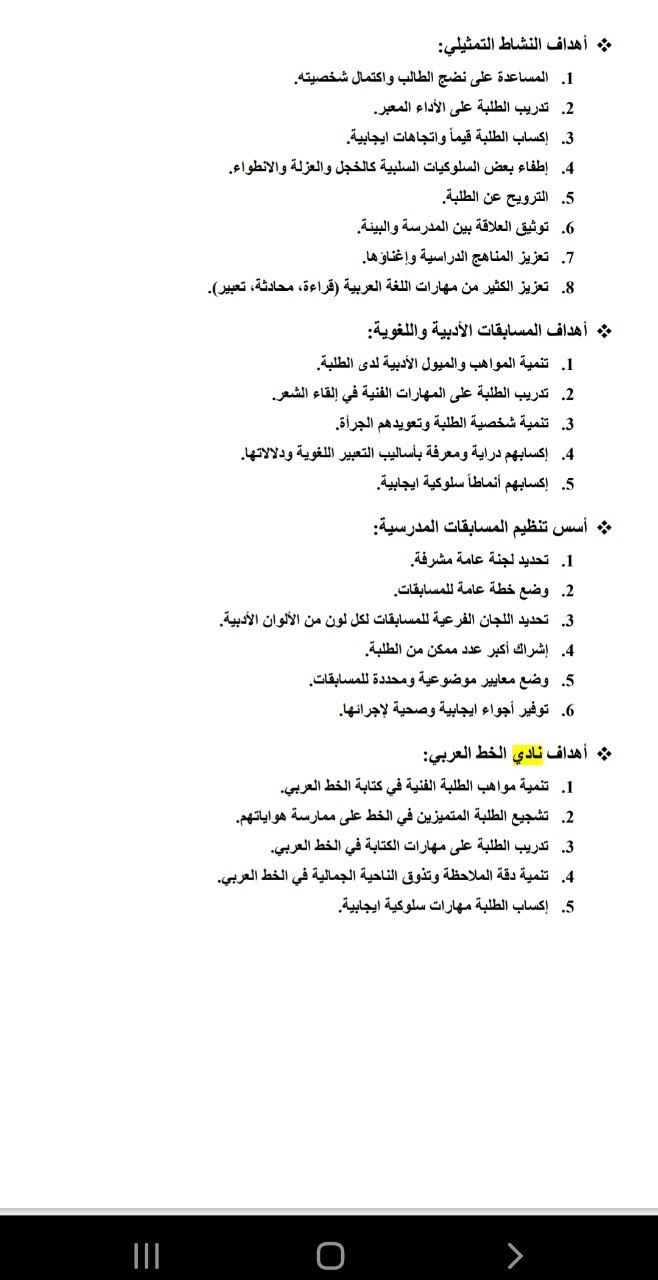 ❖ أهداف النشاط التمثيلي:
1. المساعدة على نضج الطالب واكتمال شخصيته.
2. تدريب الطلبة على الأداء المعبر.
3. إكساب الطلبة قيماً واتجاهات ايجابية.
4. إطفاء بعض السلوكيات السلبية كالخجل والعزلة والانطواء.
5. الترويح عن الطلبة.
6. توثيق العلاقة بين المدرسة والبيئة.
7. تعزيز المناهج الدراسية وإغناؤها.
8. تعزيز الكثير من مهارات اللغة العربية (قراءة، محادثة، تعبير).
❖ أهداف المسابقات الأدبية واللغوية:
1. تنمية المواهب والميول الأدبية لدى الطلبة.
2. تدريب الطلبة على المهارات الفنية في إلقاء الشعر.
3. تنمية شخصية الطلبة وتعويدهم الجرأة.
4. إكسابهم دراية ومعرفة بأساليب التعبير اللغوية ودلالاتها.
5. إكسابهم أنماطاً سلوكية ايجابية.
❖ أسس تنظيم المسابقات المدرسية:
1. تحديد لجنة عامة مشرفة.
2. وضع خطة عامة للمسابقات.
3. تحديد اللجان الفرعية للمسابقات لكل لون من الألوان الأدبية.
4. إشراك أكبر عدد ممكن من الطلبة.
5. وضع معايير موضوعية ومحددة للمسابقات.
6. توفير أجواء ايجابية وصحية لإجرائها.
❖ أهداف نادي الخط العربي:
1. تنمية مواهب الطلبة الفنية في كتابة الخط العربي.
2. تشجيع الطلبة المتميزين في الخط على ممارسة هواياتهم.
3. تدريب الطلبة على مهارات الكتابة في الخط العربي.
4. تنمية دقة الملاحظة وتذوق الناحية الجمالية في الخط العربي.
5. إكساب الطلبة مهارات سلوكية ايجابية.